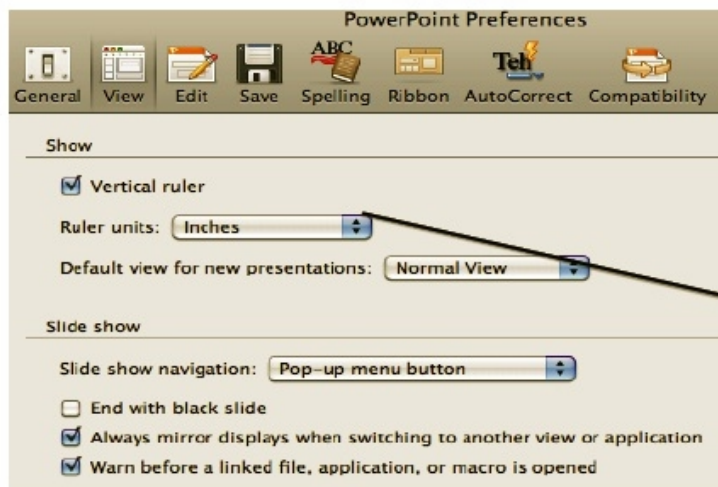 PowerPoint Preferences
ABC Teh
General View Edit Save Spelling Ribbon AutoCorrect Compatibility
Show
Vertical ruler
Ruler units: Inches
Default view for new presentations: Normal View
Slide show
Slide show navigation: Pop-up menu button
End with black slide
Always mirror displays when switching to another view or application
Warn before a linked file, application, or macro is opened